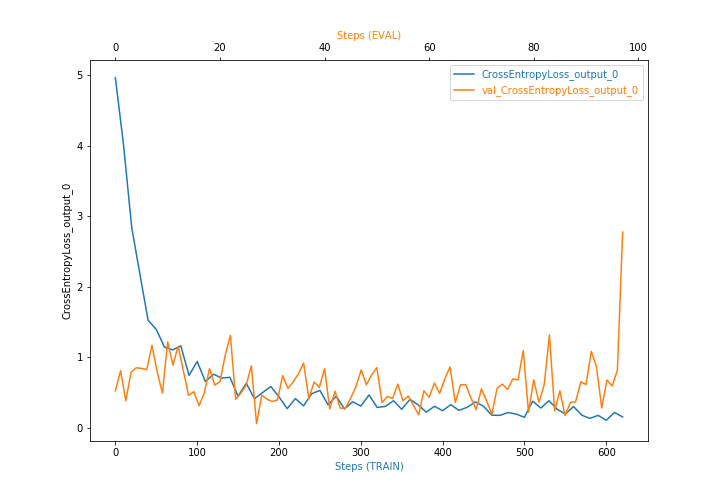 Steps (EVAL)
0 20 40 60 80 100
CrossEntropyLoss_output_0
val_CrossEntropyLoss_output_0
5
4
3
2
1
0
CrossEntropyLoss_output_0
0 100 200 300 400 500 600
Steps (TRAIN)